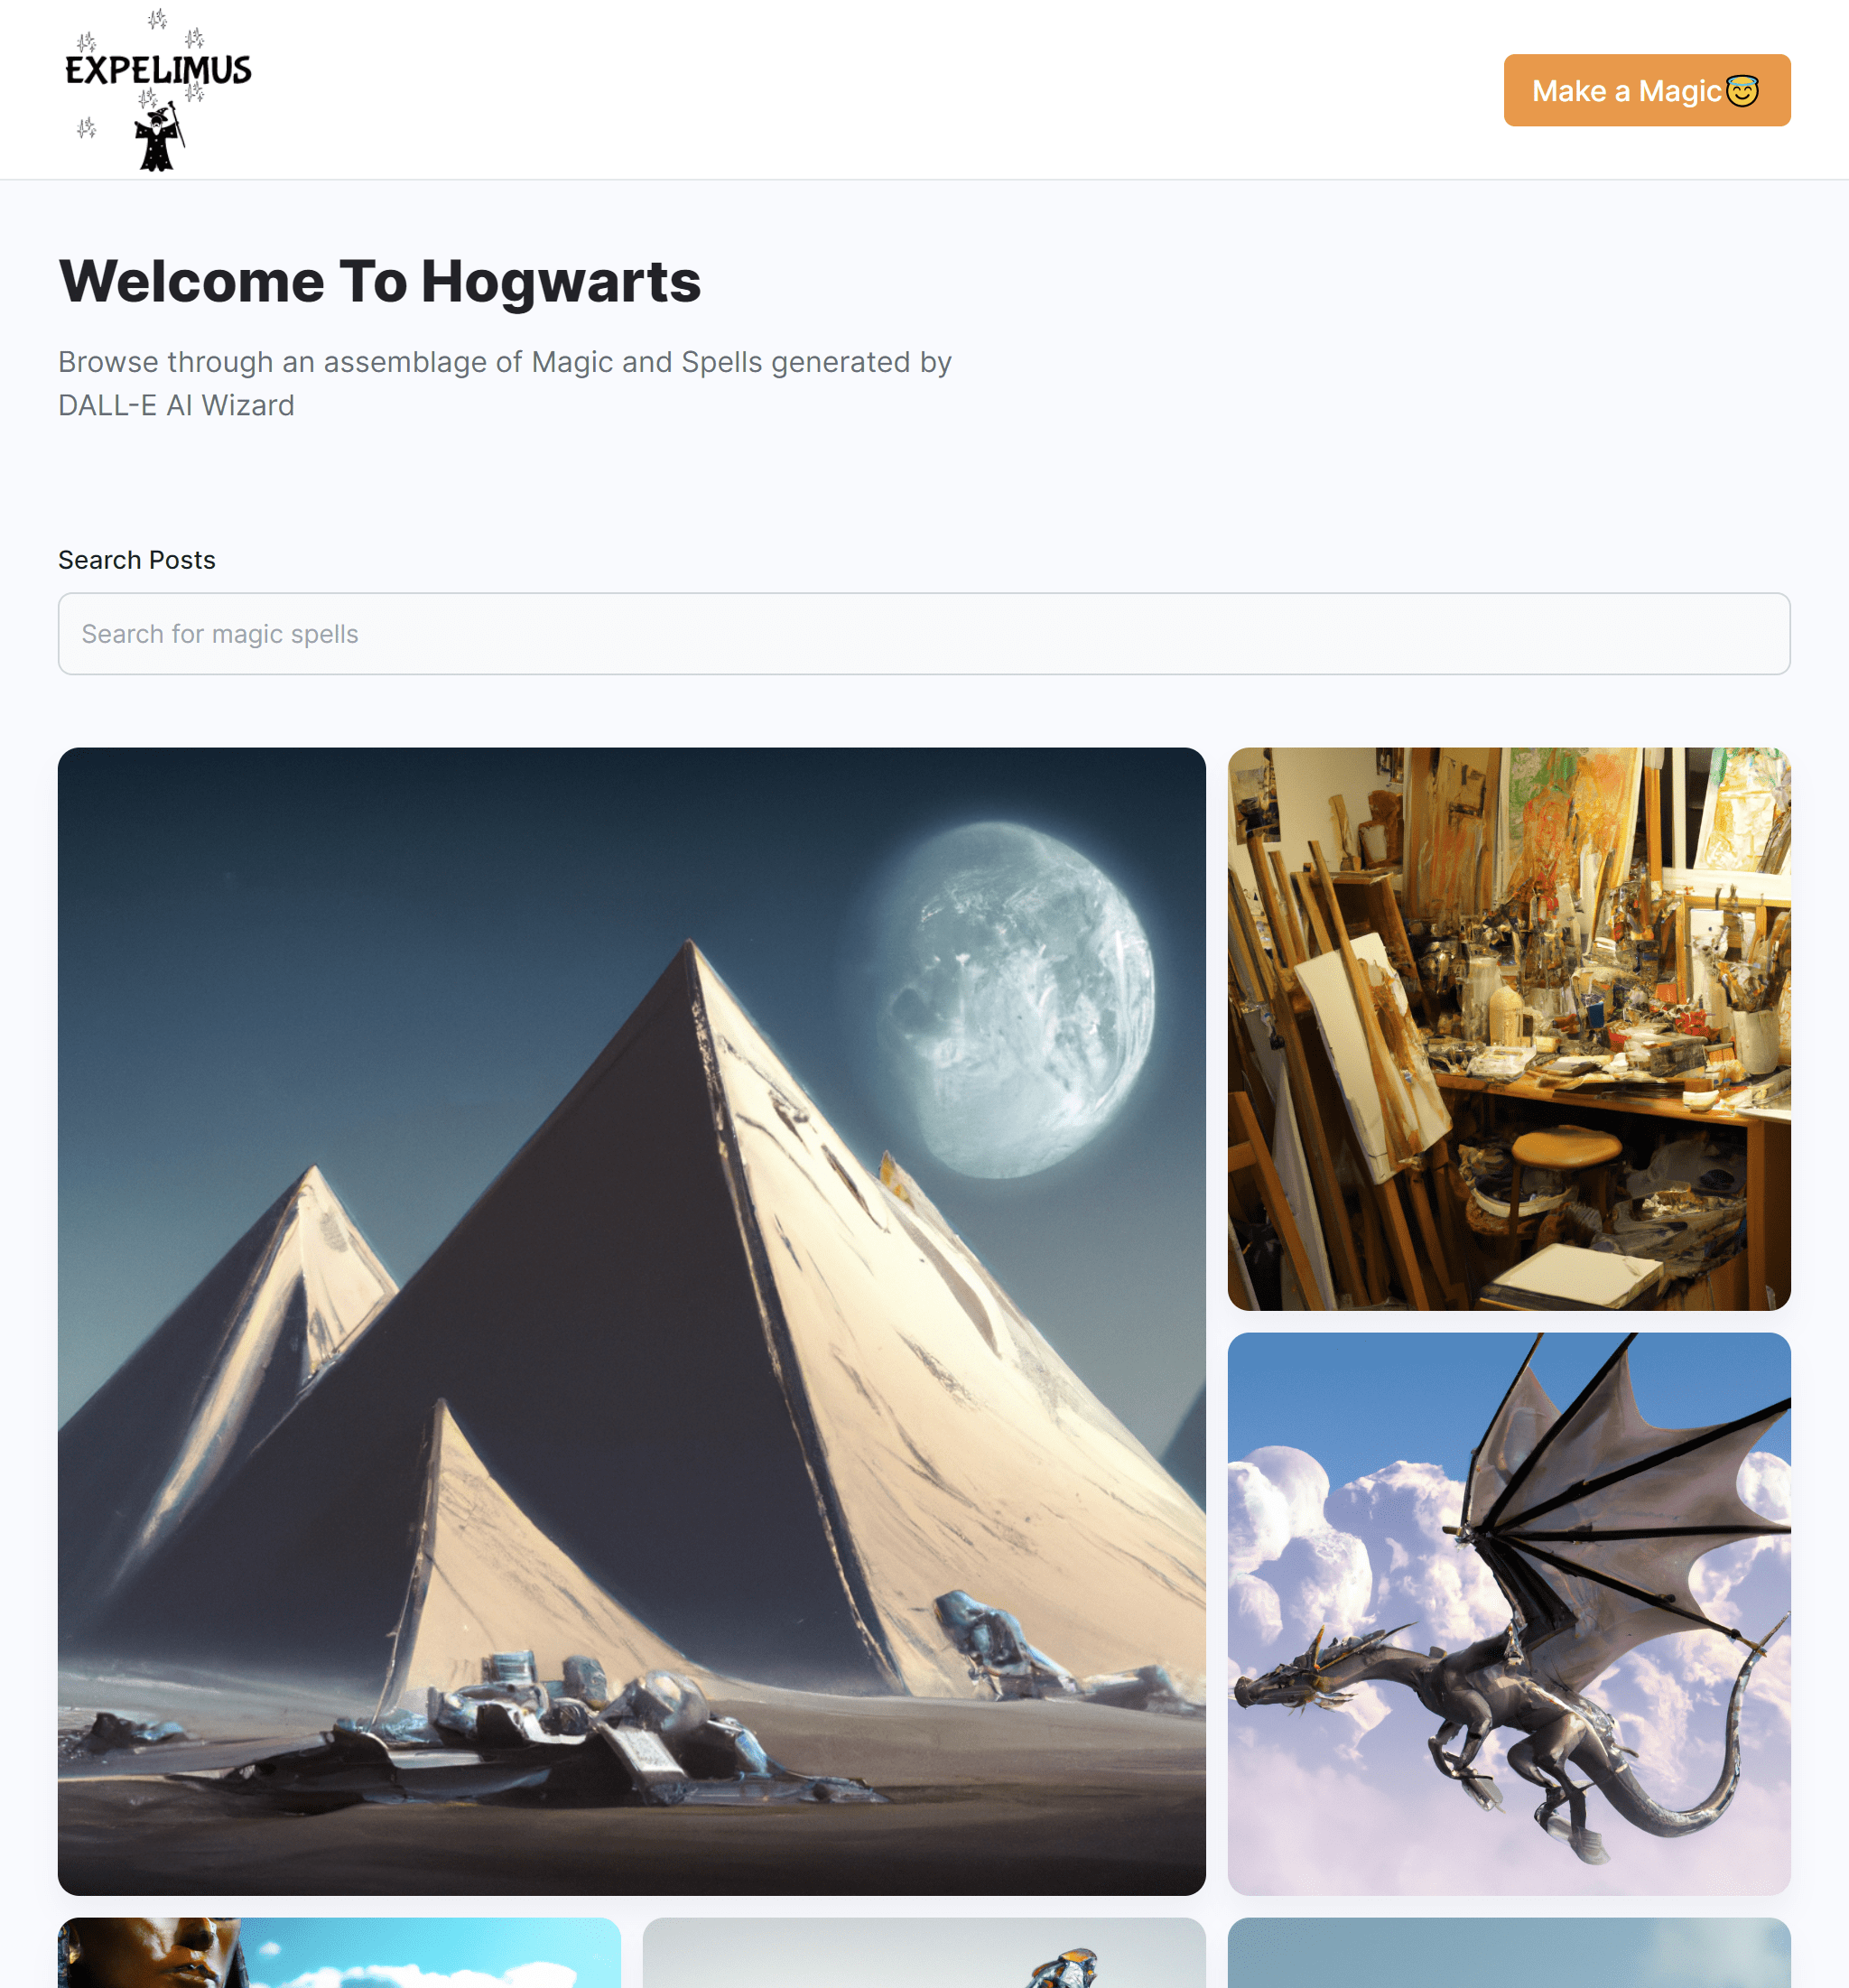 EXPELIMUS
Make a Magic😇
Welcome To Hogwarts
Browse through an assemblage of Magic and Spells generated by
DALL-E AI Wizard
Search Posts
Search for magic spells